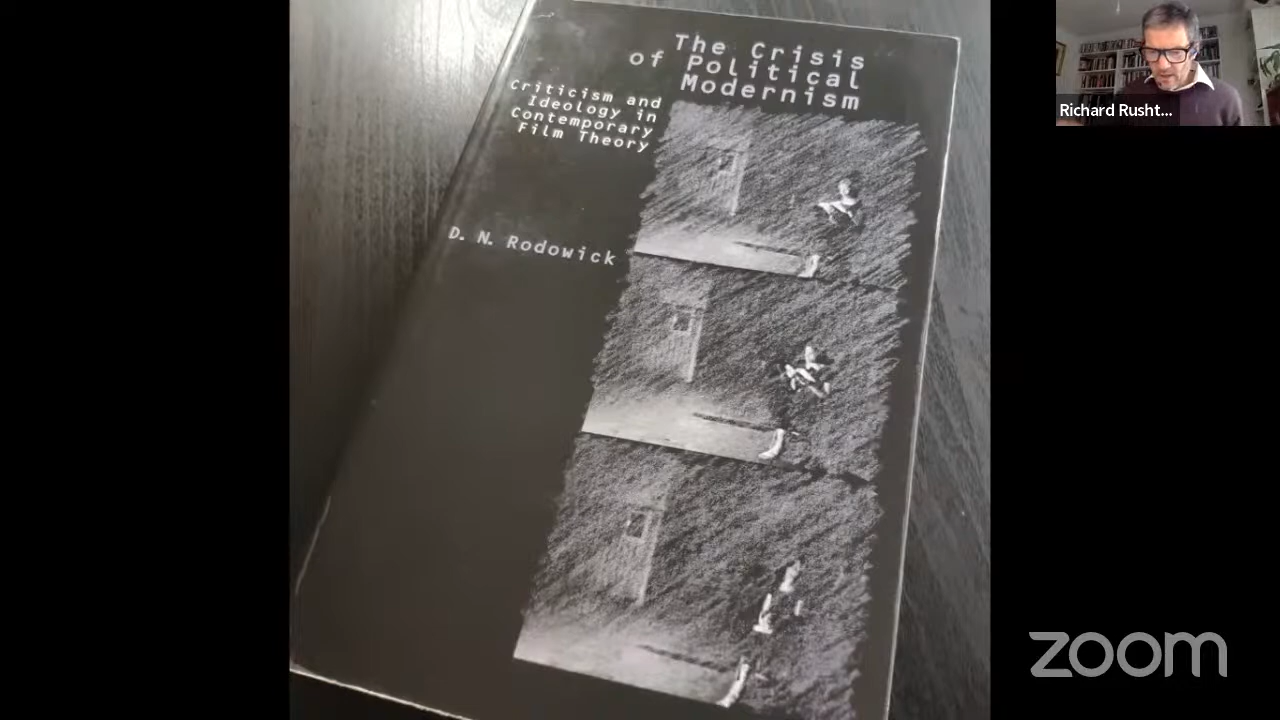 The Crisis
of Political
Modernism
Criticism and
Ideology in
Contemporary
Film Theory
D. N. Rodowick
Richard Rusht...
zoom